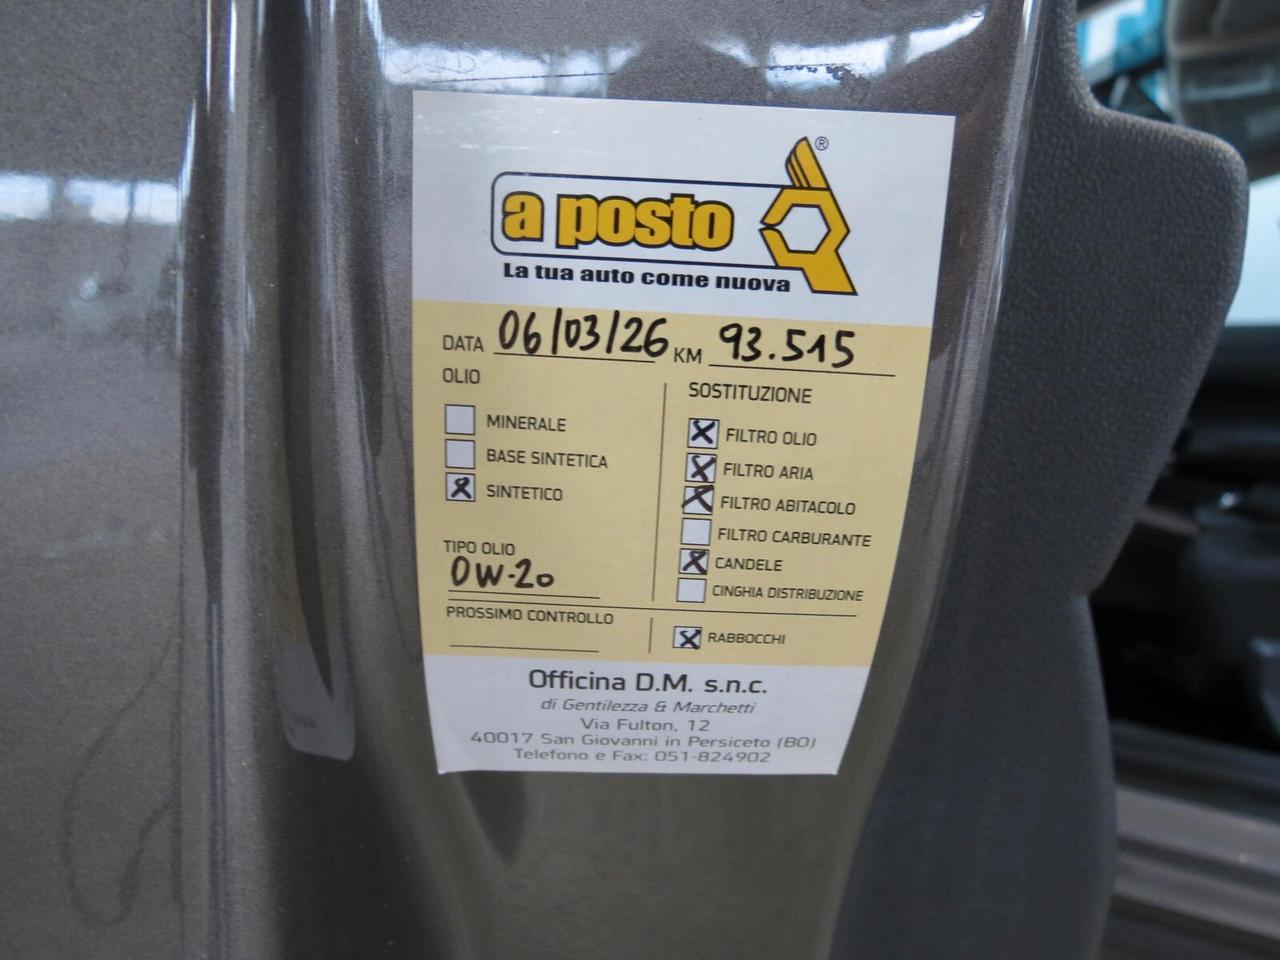 a posto ®
La tua auto come nuova
DATA 06/03/26 KM 93.515
OLIO
MINERALE
BASE SINTETICA
SINTETICO
TIPO OLIO
0W-20
SOSTITUZIONE
FILTRO OLIO
FILTRO ARIA
FILTRO ABITACOLO
FILTRO CARBURANTE
CANDELE
CINGHIA DISTRIBUZIONE
PROSSIMO CONTROLLO
RABBOCCHI
Officina D.M. s.n.c.
di Gentilezza & Marchetti
Via Fulton, 12
40017 San Giovanni in Persiceto (BO)
Telefono e Fax: 051-824902